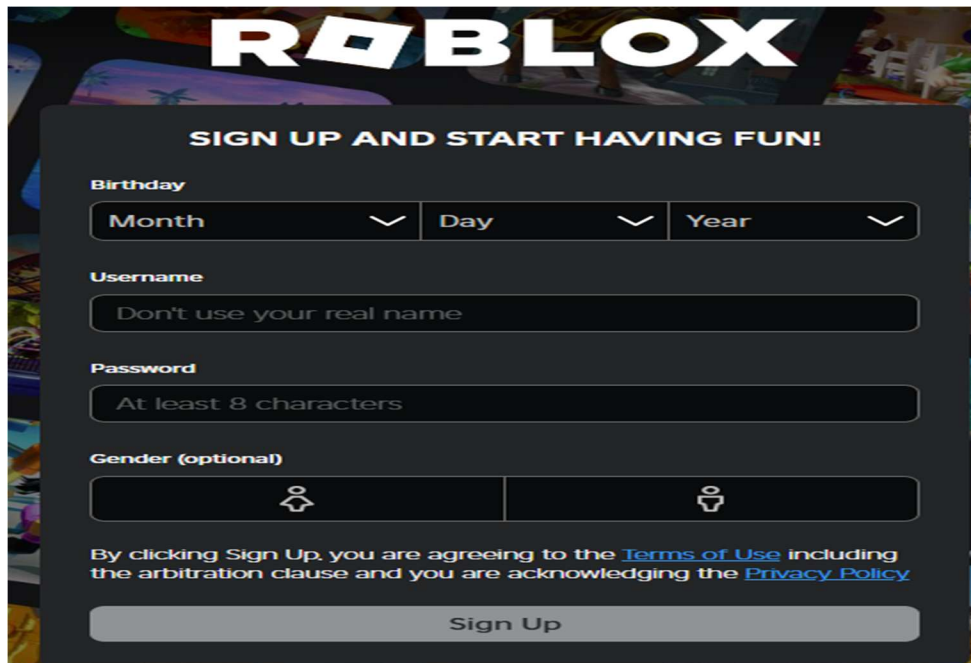 ROBLOX
SIGN UP AND START HAVING FUN!
Birthday
Month Day Year
Username
Don't use your real name
Password
At least 8 characters
Gender (optional)
By clicking Sign Up, you are agreeing to the Terms of Use including
the arbitration clause and you are acknowledging the Privacy Policy
Sign Up